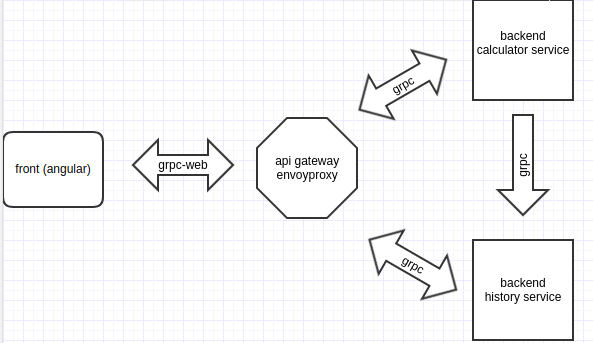 backend
calculator service
grpc
front (angular)
grpc-web
api gateway
envoyproxy
grpc
grpc
backend
history service